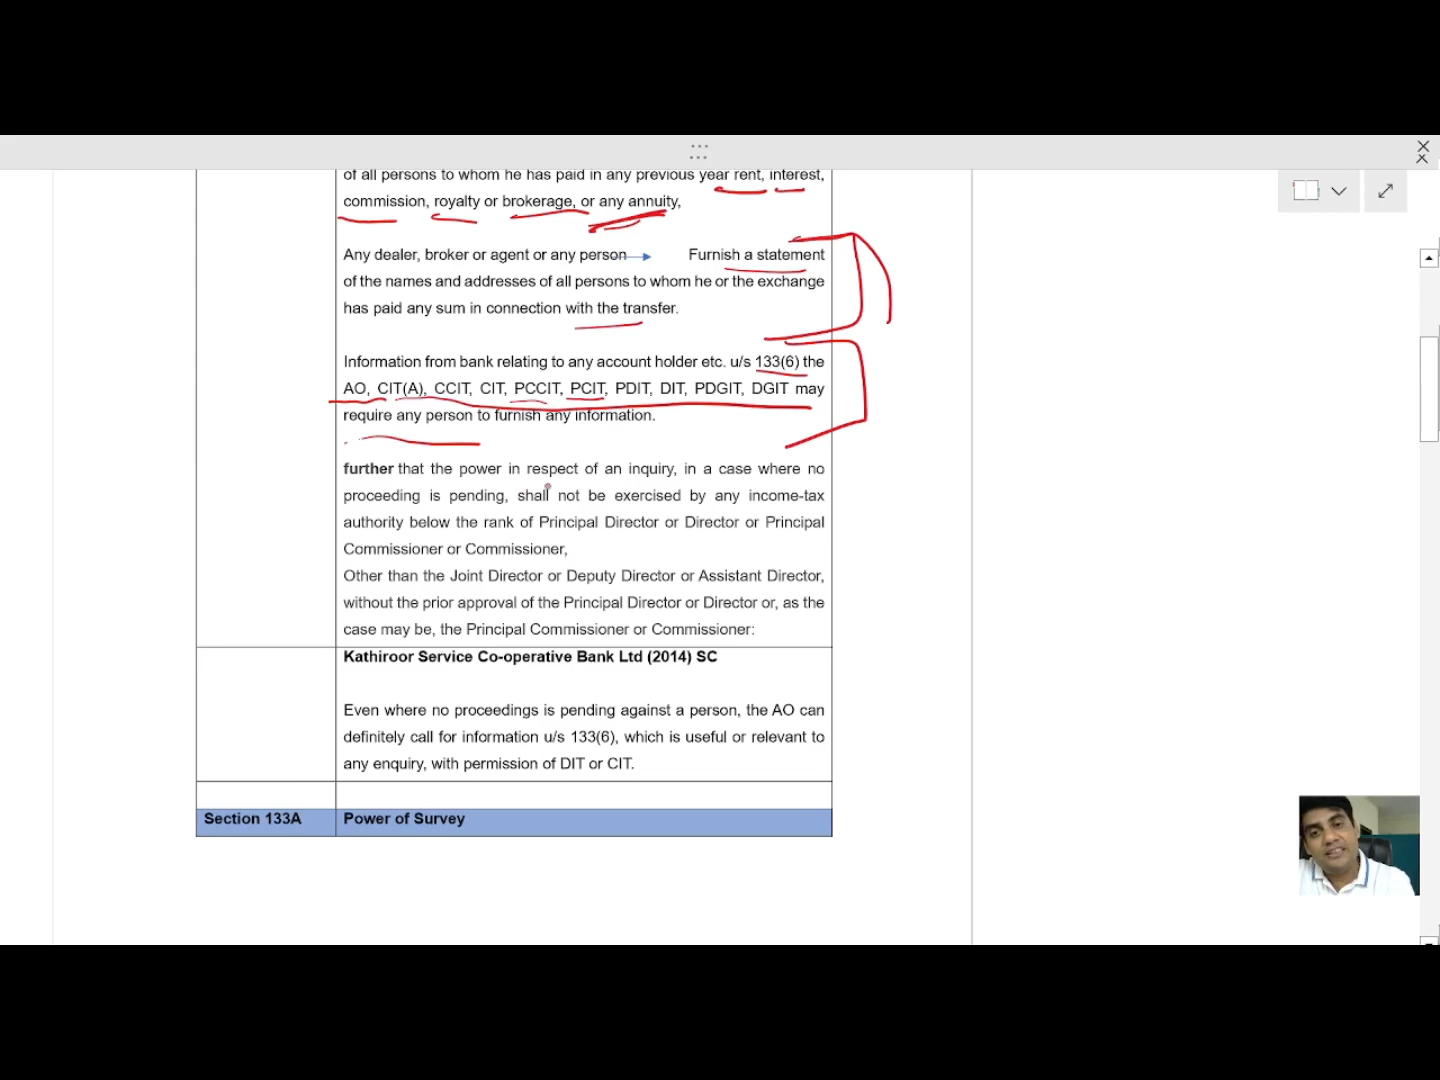 of all persons to whom he has paid in any previous year rent, interest,
commission, royalty or brokerage, or any annuity,
Any dealer, broker or agent or any person Furnish a statement
of the names and addresses of all persons to whom he or the exchange
has paid any sum in connection with the transfer.
Information from bank relating to any account holder etc. u/s 133(6) the
AO, CIT(A), CCIT, CIT, PCCIT, PCIT, PDIT, DIT, PDGIT, DGIT may
require any person to furnish any information.
further that the power in respect of an inquiry, in a case where no
proceeding is pending, shall not be exercised by any income-tax
authority below the rank of Principal Director or Director or Principal
Commissioner or Commissioner,
Other than the Joint Director or Deputy Director or Assistant Director,
without the prior approval of the Principal Director or Director or, as the
case may be, the Principal Commissioner or Commissioner:
Kathiroor Service Co-operative Bank Ltd (2014) SC
Even where no proceedings is pending against a person, the AO can
definitely call for information u/s 133(6), which is useful or relevant to
any enquiry, with permission of DIT or CIT.
Section 133A Power of Survey